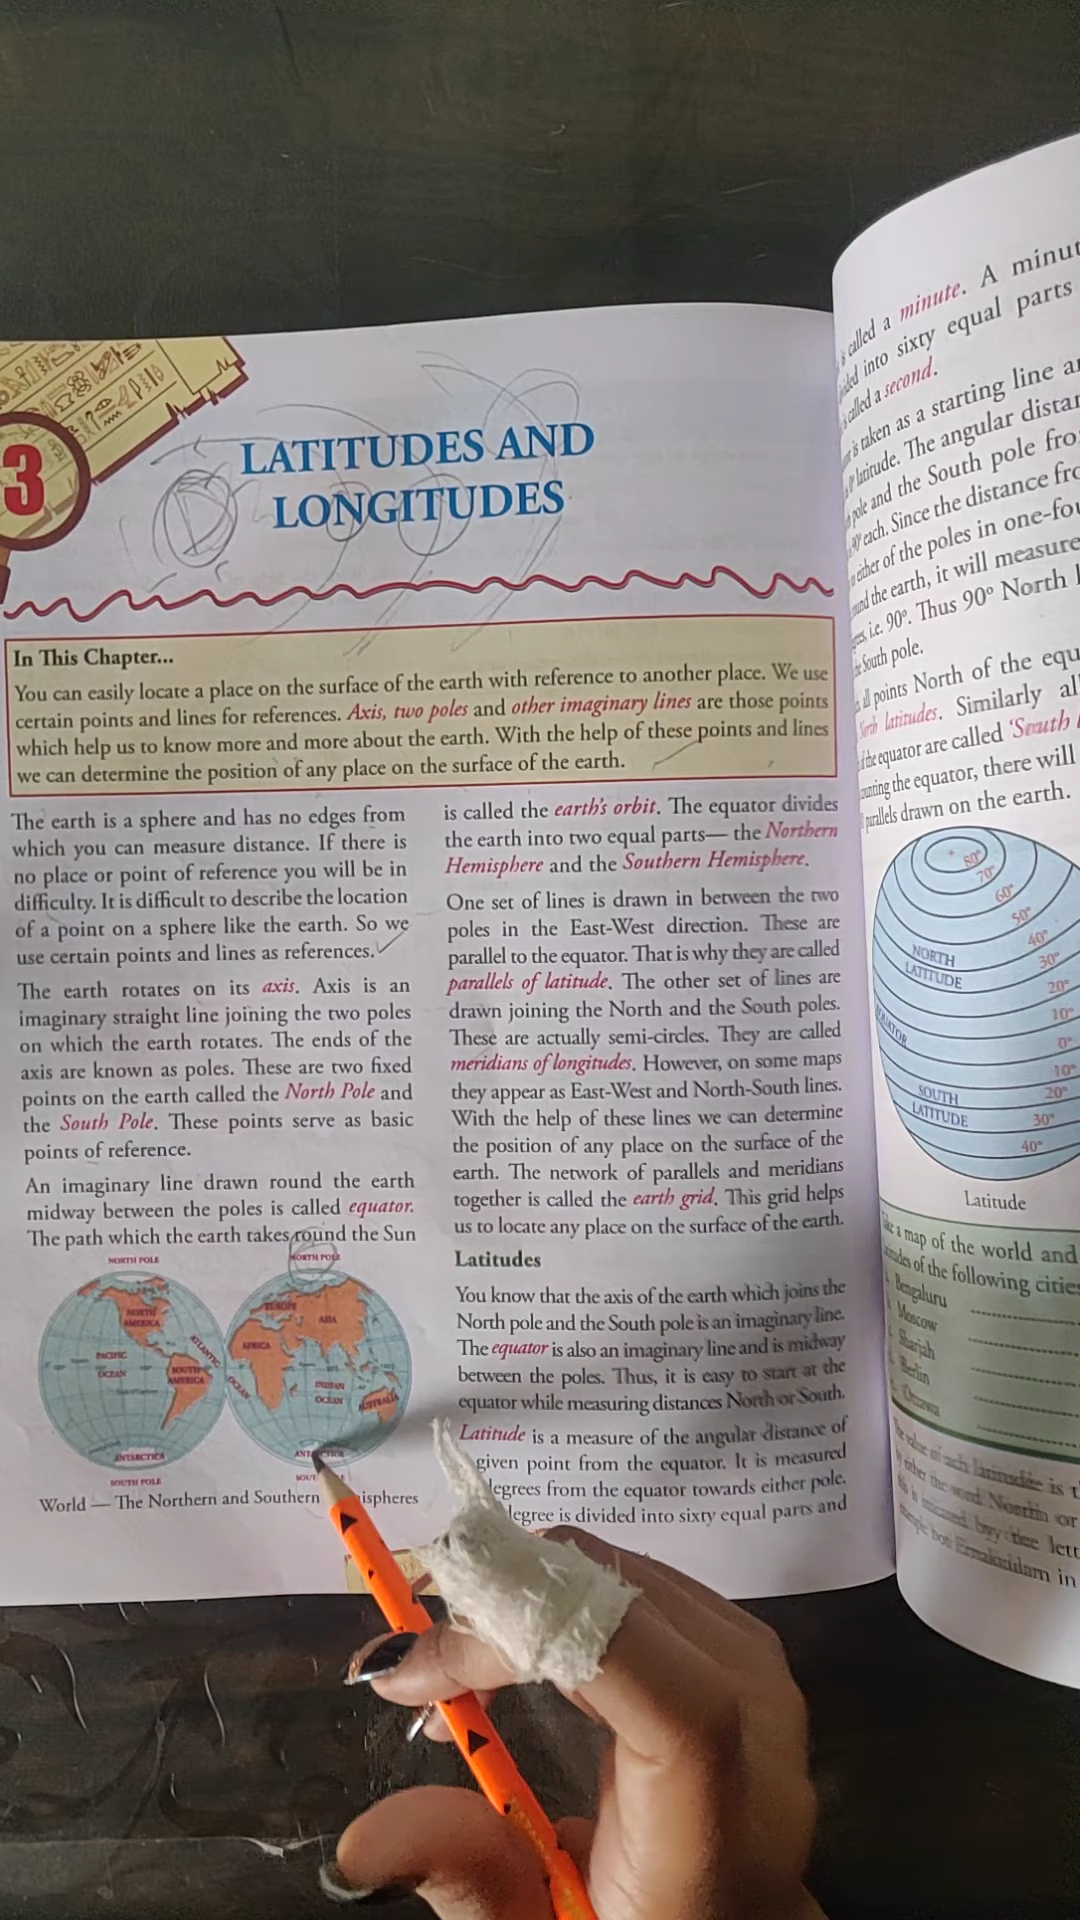 3
LATITUDES AND
LONGITUDES
In This Chapter...
You can easily locate a place on the surface of the earth with reference to another place. We use
certain points and lines for references. Axis, two poles and other imaginary lines are those points
which help us to know more and more about the earth. With the help of these points and lines
we can determine the position of any place on the surface of the earth.
The earth is a sphere and has no edges from
which you can measure distance. If there is
no place or point of reference you will be in
difficulty. It is difficult to describe the location
of a point on a sphere like the earth. So we
use certain points and lines as references.
The earth rotates on its axis. Axis is an
imaginary straight line joining the two poles
on which the earth rotates. The ends of the
axis are known as poles. These are two fixed
points on the earth called the North Pole and
the South Pole. These points serve as basic
points of reference.
An imaginary line drawn round the earth
midway between the poles is called equator.
The path which the earth takes round the Sun
NORTH POLE
NORTH
AMERICA
ATLANTIC
PACIFIC
OCEAN
SOUTH
AMERICA
OCEAN
ANTARCTICA
SOUTH POLE
NORTH POLE
EUROPE
ASIA
AFRICA
INDIAN
OCEAN
AUSTRALIA
World — The Northern and Southern
is called the earth's orbit. The equator divides
the earth into two equal parts— the Northern
Hemisphere and the Southern Hemisphere.
One set of lines is drawn in between the two
poles in the East-West direction. These are
parallel to the equator. That is why they are called
parallels of latitude. The other set of lines are
drawn joining the North and the South poles.
These are actually semi-circles. They are called
meridians of longitudes. However, on some maps
they appear as East-West and North-South lines.
With the help of these lines we can determine
the position of any place on the surface of the
earth. The network of parallels and meridians
together is called the earth grid. This grid helps
us to locate any place on the surface of the earth.
Latitudes
You know that the axis of the earth which joins the
North pole and the South pole is an imaginary line.
The equator is also an imaginary line and is midway
between the poles. Thus, it is easy to start at the
equator while measuring distances North or South.
Latitude is a measure of the angular distance of
given point from the equator. It is measured
degrees from the equator towards either pole.
degree is divided into sixty equal parts and
is called a minute. A
into sixty equal parts
called a second.
is taken as a starting line
latitude. The angular
pole and the South pole
90° each. Since the distance
either of the poles in
the earth, it will measure
i.e. 90°. Thus 90° North
South pole.
all points North of the
North latitudes. Similarly
the equator are called 'South
the equator, there will
parallels drawn on the earth.
80°
70°
60°
50°
40°
30°
20°
10°
0°
10°
20°
30°
40°
NORTH
LATITUDE
EQUATOR
SOUTH
LATITUDE
Latitude
a map of the world and
of the following cities
Bengaluru
Moscow
Sharjah
Berlin
Ottawa
value of each latitude is
either the word North or
Ernakulam in